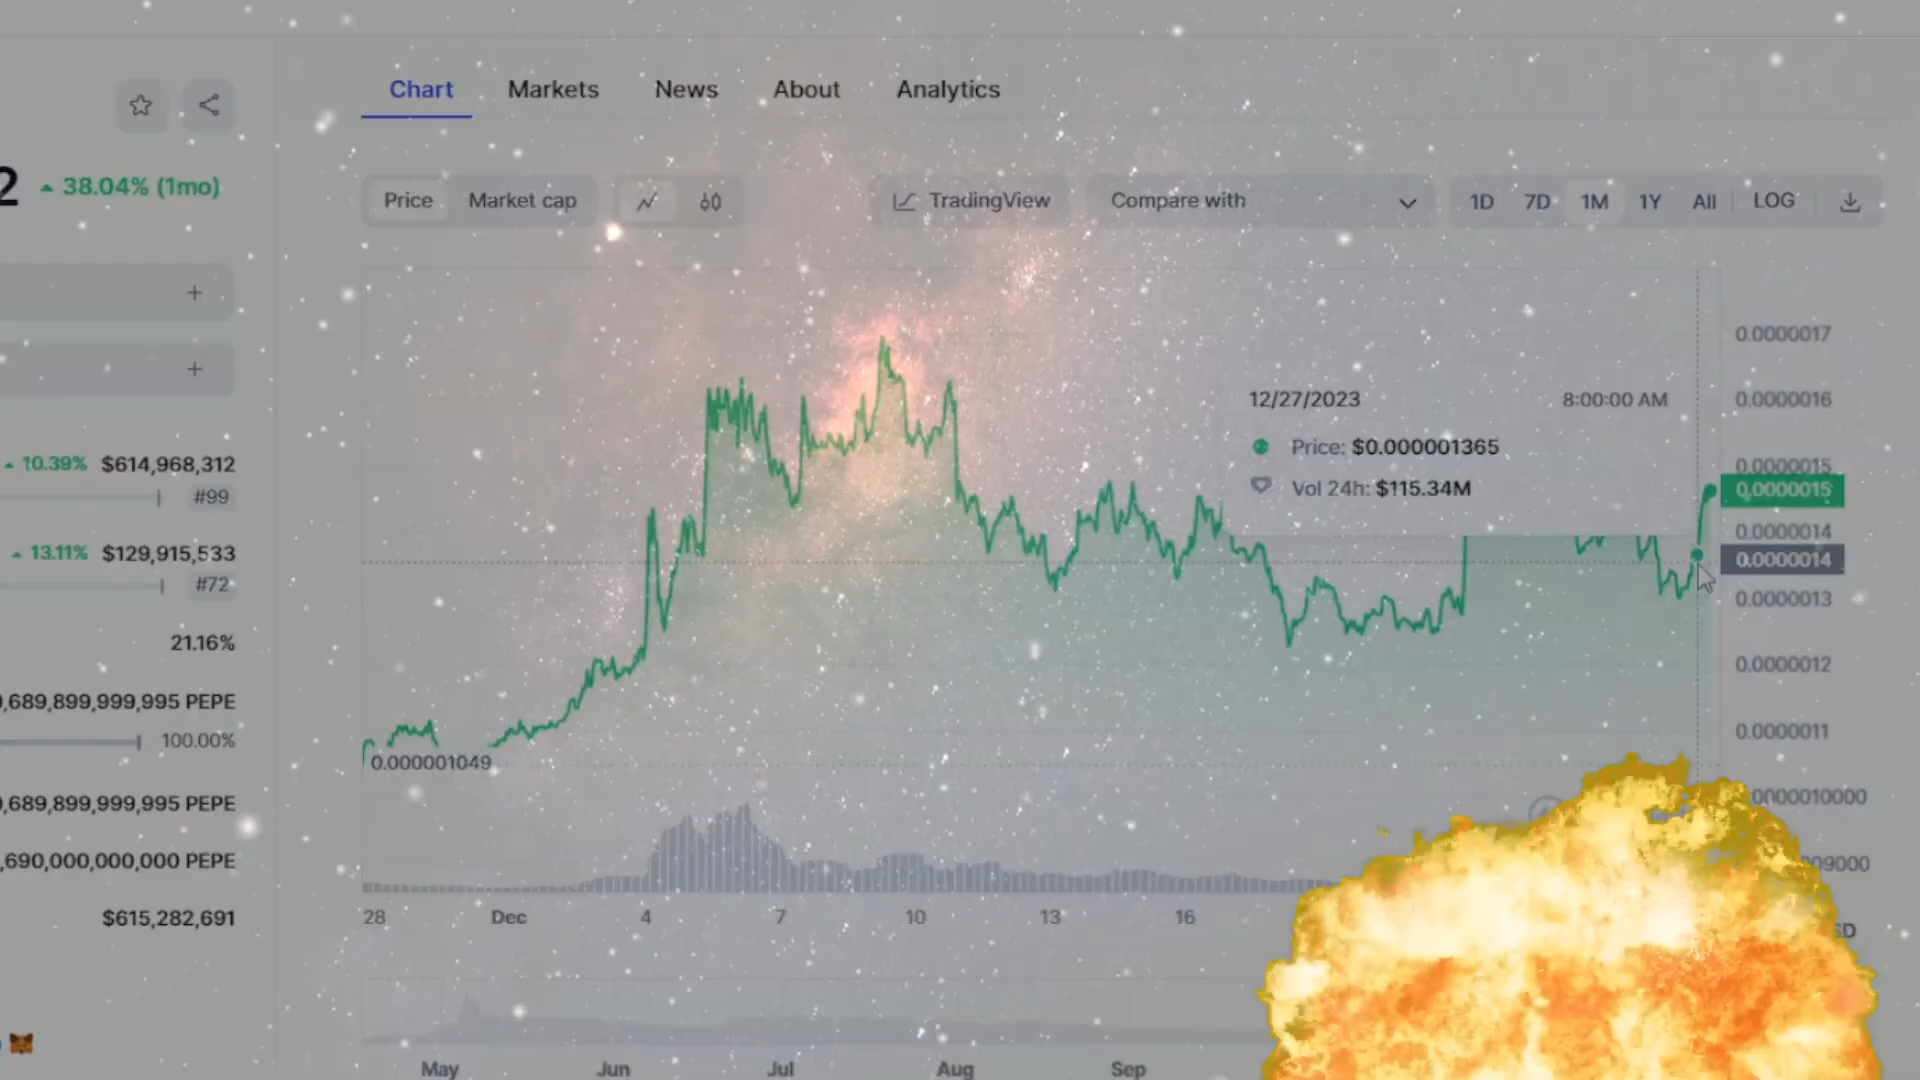 Chart Markets News About Analytics
2 38.04% (1mo)
Price Market cap TradingView Compare with 1D 7D 1M 1Y All LOG
+
+
10.39% $614,968,312
#99
13.11% $129,915,533
#72
21.16%
,689,899,999,995 PEPE
100.00%
,689,899,999,995 PEPE
,690,000,000,000 PEPE
$615,282,691
12/27/2023 8:00:00 AM
Price: $0.000001365
Vol 24h: $115.34M
0.0000017
0.0000016
0.0000015
0.0000015
0.0000014
0.0000014
0.0000013
0.0000012
0.0000011
0.000001049
28 Dec 4 7 10 13 16
May Jun Jul Aug Sep